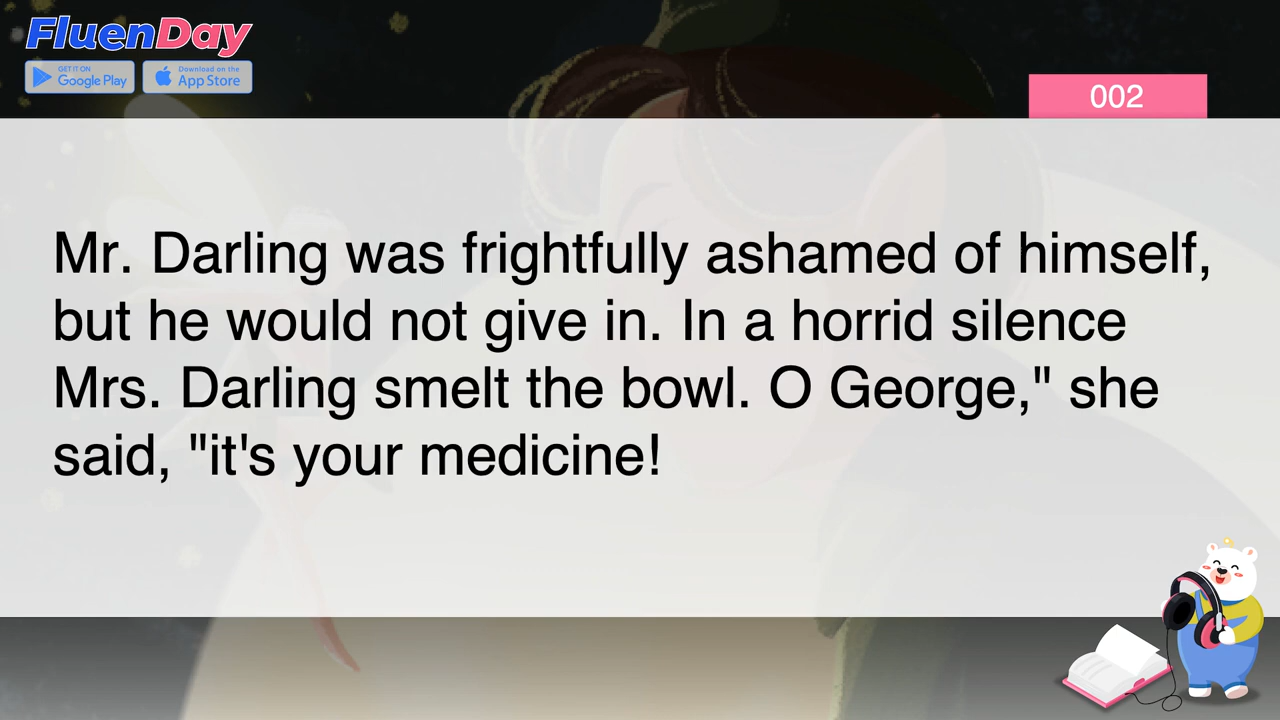 FluenDay
GET IT ON
Google Play
Download on the
App Store
002
Mr. Darling was frightfully ashamed of himself,
but he would not give in. In a horrid silence
Mrs. Darling smelt the bowl. O George," she
said, "it's your medicine!